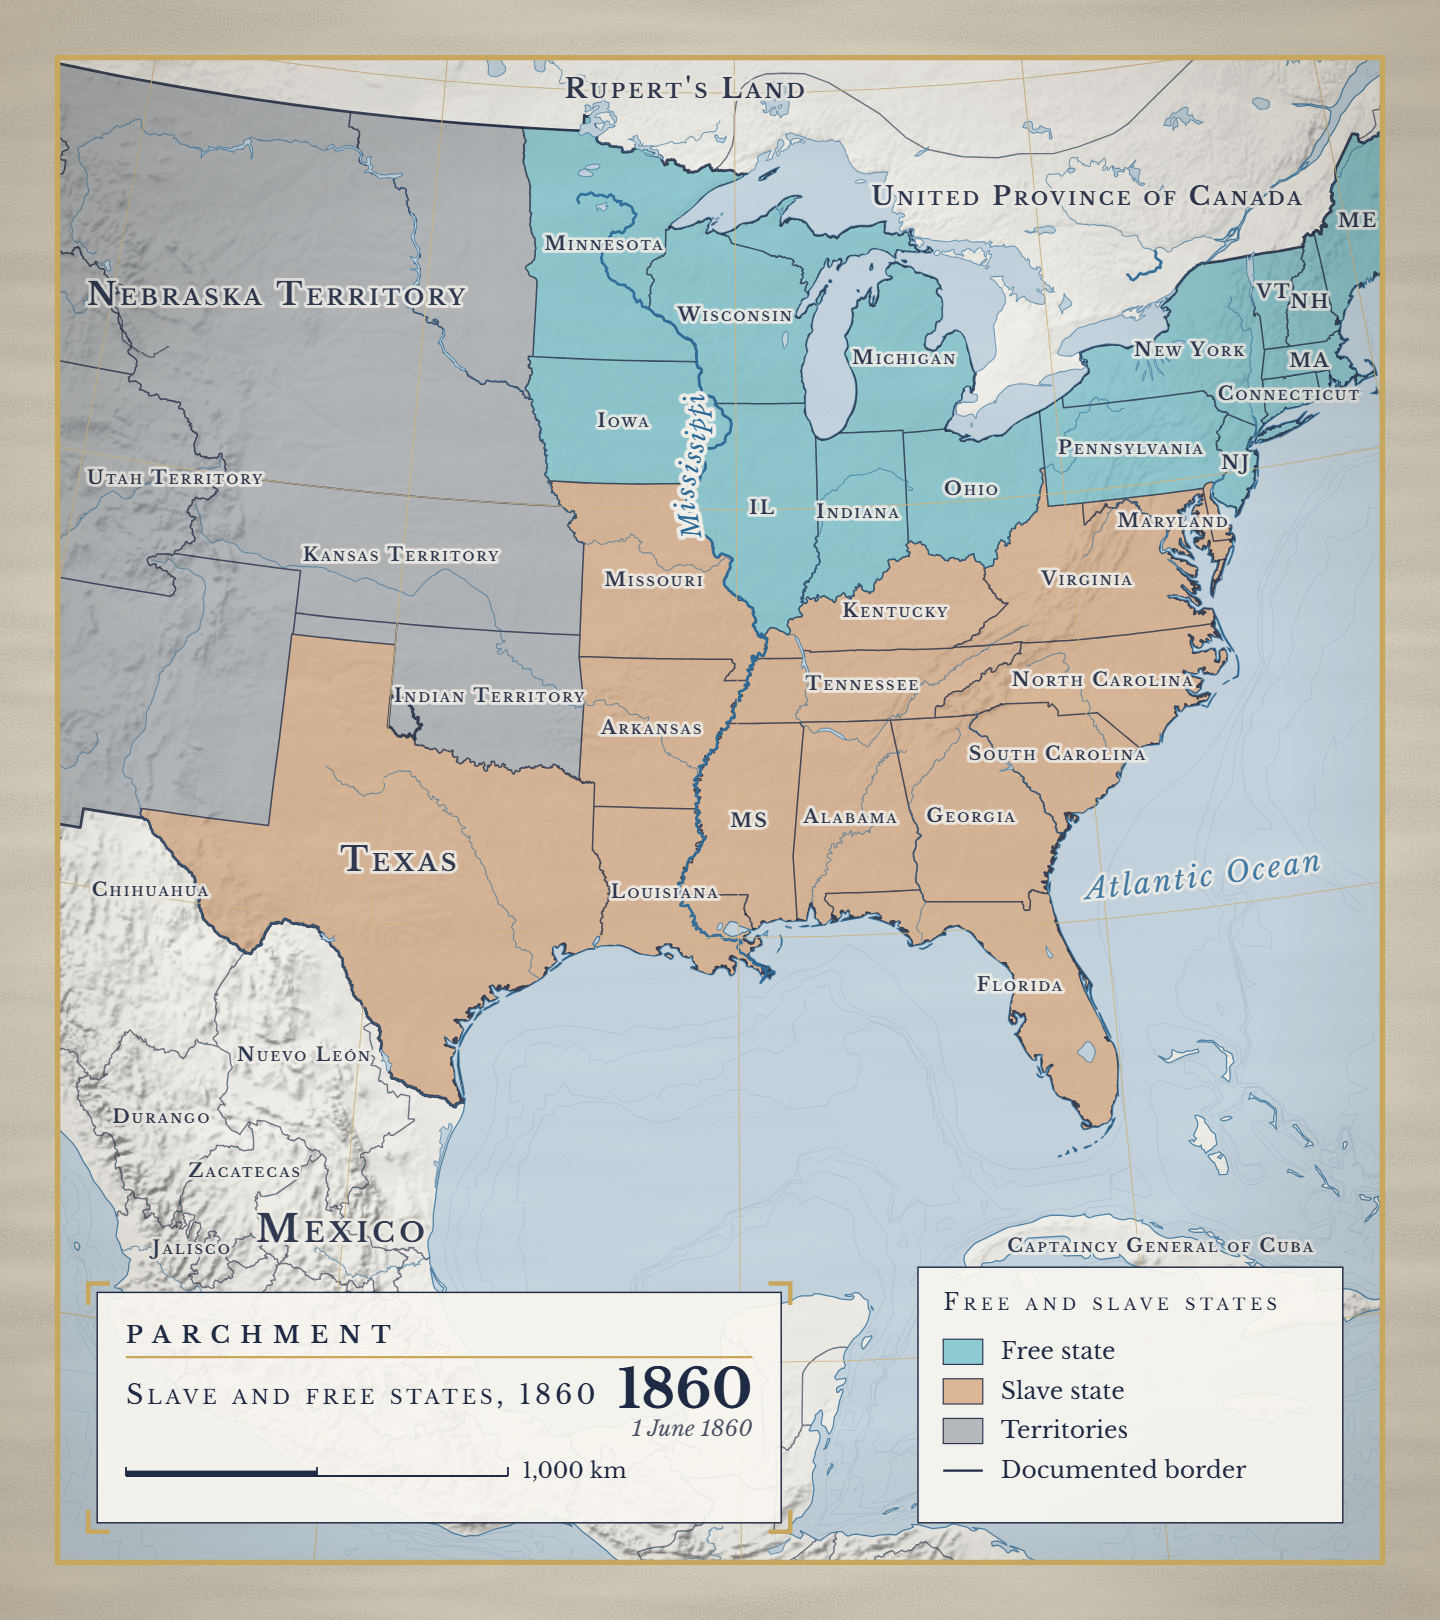 Rupert's Land
United Province of Canada
ME
Minnesota
Nebraska Territory
VT
NH
Wisconsin
New York
Michigan
MA
Connecticut
Iowa
Mississippi
Pennsylvania
NJ
Utah Territory
Ohio
IL
Indiana
Maryland
Kansas Territory
Missouri
Virginia
Kentucky
Indian Territory
Tennessee
North Carolina
Arkansas
South Carolina
MS
Alabama
Georgia
Texas
Atlantic Ocean
Chihuahua
Louisiana
Florida
Nuevo León
Durango
Zacatecas
Mexico
Jalisco
Captaincy General of Cuba
PARCHMENT
Slave and free states, 1860
1860
1 June 1860
1,000 km
Free and slave states
Free state
Slave state
Territories
Documented border